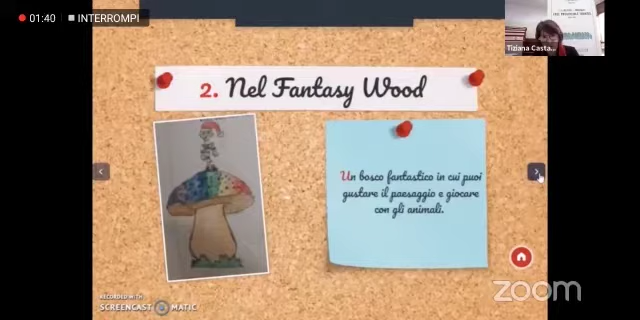 01:40 INTERROMPI
Tiziana Casta...
2. Nel Fantasy Wood
Un bosco fantastico in cui puoi
gustare il paesaggio e giocare
con gli animali.
RECORDED WITH
SCREENCAST MATIC
zoom